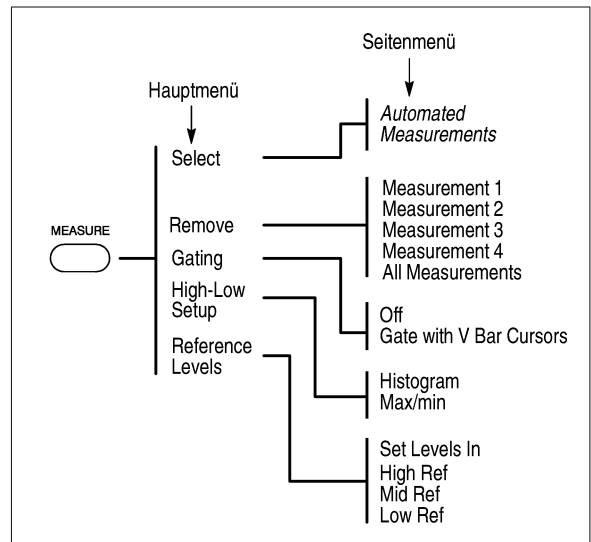 Seitenmenü
Hauptmenü
Automated
Measurements
Select
Measurement 1
Measurement 2
Measurement 3
Measurement 4
All Measurements
Remove
MEASURE
Gating
High-Low
Setup
Off
Gate with V Bar Cursors
Reference
Levels
Histogram
Max/min
Set Levels In
High Ref
Mid Ref
Low Ref